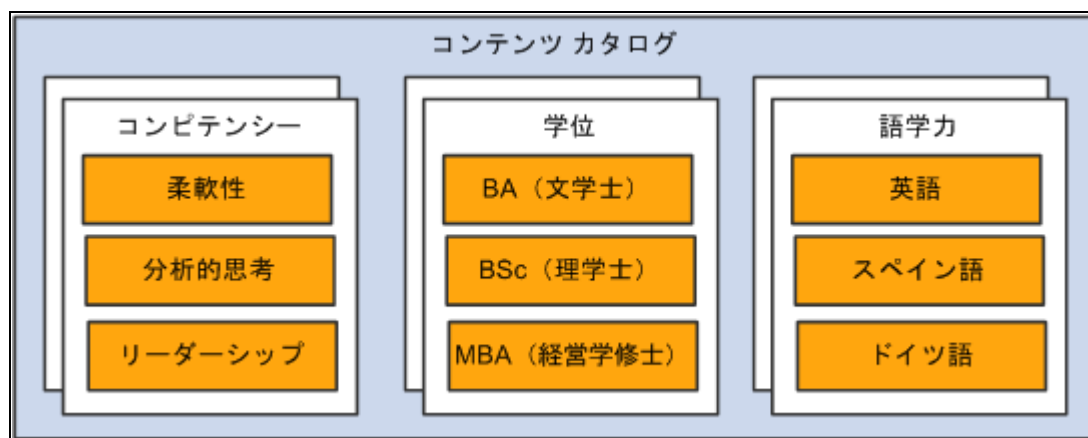 コンテンツ カタログ
コンピテンシー
柔軟性
分析的思考
リーダーシップ
学位
BA（文学士）
BSc（理学士）
MBA（経営学修士）
語学力
英語
スペイン語
ドイツ語